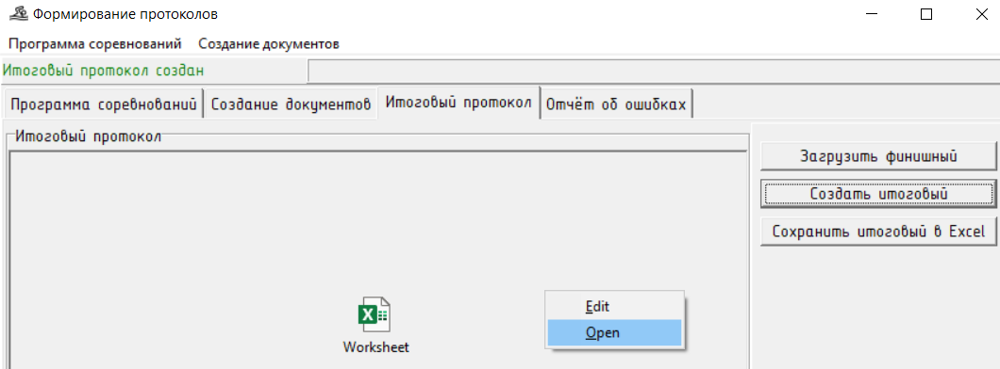 Формирование протоколов
Программа соревнований Создание документов
Итоговый протокол создан
Программа соревнований Создание документов Итоговый протокол Отчёт об ошибках
Итоговый протокол
Загрузить финишный
Создать итоговый
Сохранить итоговый в Excel
Worksheet
Edit
Open